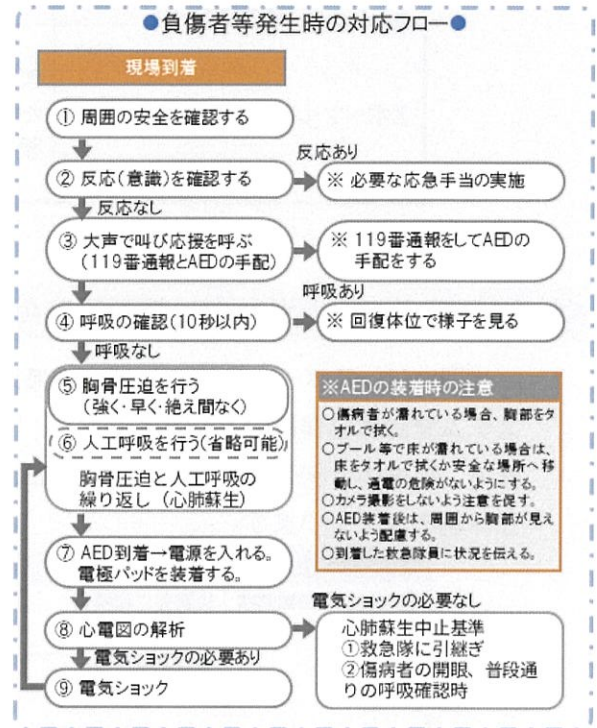 ●負傷者等発生時の対応フロー●
現場到着
① 周囲の安全を確認する
② 反応(意識)を確認する
反応あり
※ 必要な応急手当の実施
反応なし
③ 大声で叫び応援を呼ぶ
(119番通報とAEDの手配)
※ 119番通報をしてAEDの
手配をする
④ 呼吸の確認(10秒以内)
呼吸あり
※ 回復体位で様子を見る
呼吸なし
⑤ 胸骨圧迫を行う
(強く・早く・絶え間なく)
⑥ 人工呼吸を行う(省略可能)
胸骨圧迫と人工呼吸の
繰り返し (心肺蘇生)
※AEDの装着時の注意
○傷病者が濡れている場合、胸部をタ
オルで拭く。
○プール等で床が濡れている場合は、
床をタオルで拭くか安全な場所へ移
動し、通電の危険がないようにする。
○カメラ撮影をしないよう注意を促す。
○AED装着後は、周囲から胸部が見え
ないよう配慮する。
○到着した救急隊員に状況を伝える。
⑦ AED到着→電源を入れる。
電極パッドを装着する。
⑧ 心電図の解析
電気ショックの必要なし
心肺蘇生中止基準
①救急隊に引継ぎ
②傷病者の開眼、普段通
りの呼吸確認時
電気ショックの必要あり
⑨ 電気ショック